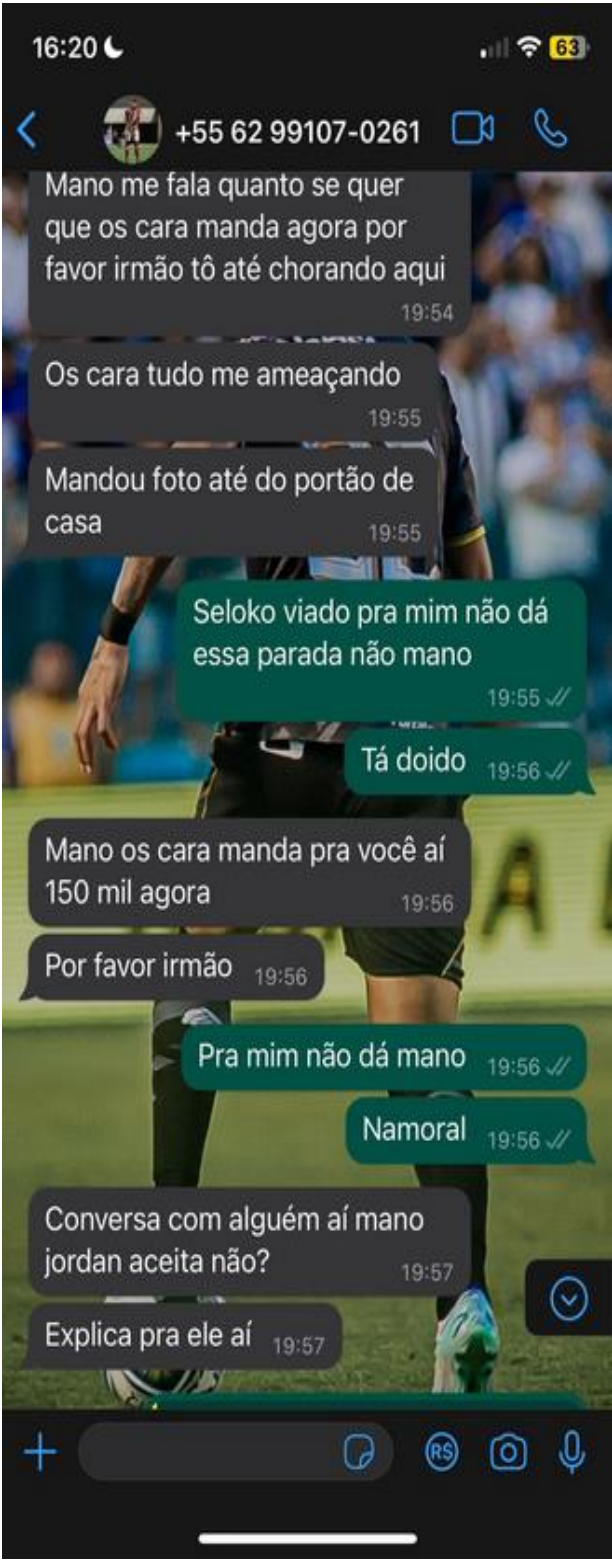 16:20
63
+55 62 99107-0261
Mano me fala quanto se quer
que os cara manda agora por
favor irmão tô até chorando aqui
19:54
Os cara tudo me ameaçando
19:55
Mandou foto até do portão de
casa
19:55
Seloko viado pra mim não dá
essa parada não mano
19:55
Tá doido 19:56
Mano os cara manda pra você aí
150 mil agora
19:56
Por favor irmão 19:56
Pra mim não dá mano 19:56
Namoral 19:56
Conversa com alguém aí mano
jordan aceita não?
19:57
Explica pra ele aí 19:57
R$